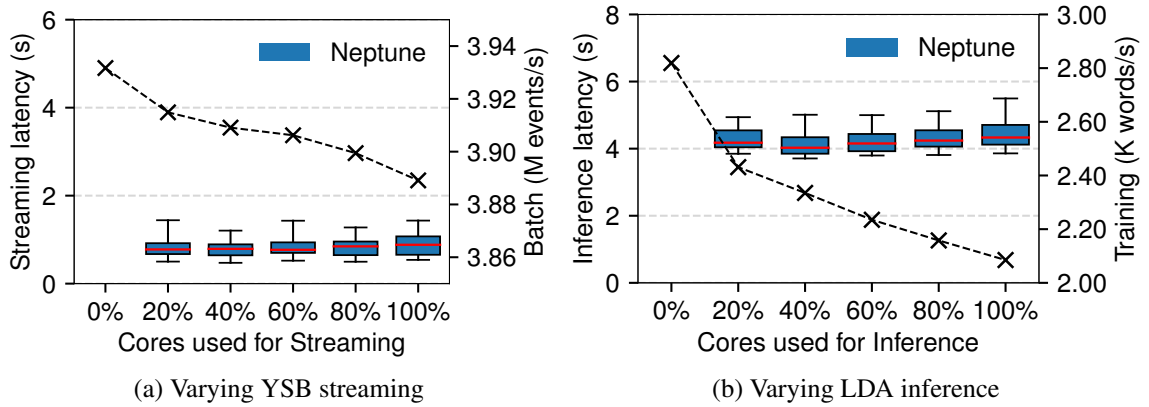 Streaming latency (s)
6
4
2
0
Neptune
3.94
3.92
3.90
3.88
3.86
Batch (M events/s)
0% 20% 40% 60% 80% 100%
Cores used for Streaming
(a) Varying YSB streaming
Inference latency (s)
8
6
4
2
0
Neptune
3.00
2.80
2.60
2.40
2.20
2.00
Training (K words/s)
0% 20% 40% 60% 80% 100%
Cores used for Inference
(b) Varying LDA inference